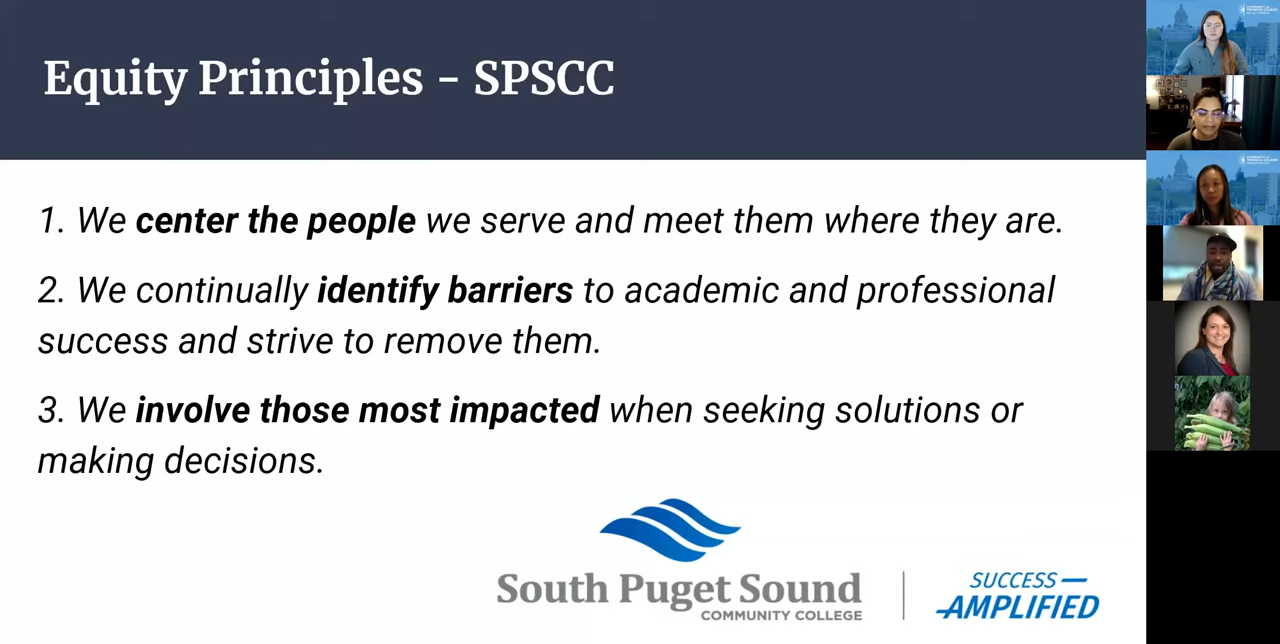 Equity Principles - SPSCC
1. We center the people we serve and meet them where they are.
2. We continually identify barriers to academic and professional
success and strive to remove them.
3. We involve those most impacted when seeking solutions or
making decisions.
South Puget Sound
COMMUNITY COLLEGE
SUCCESS
AMPLIFIED